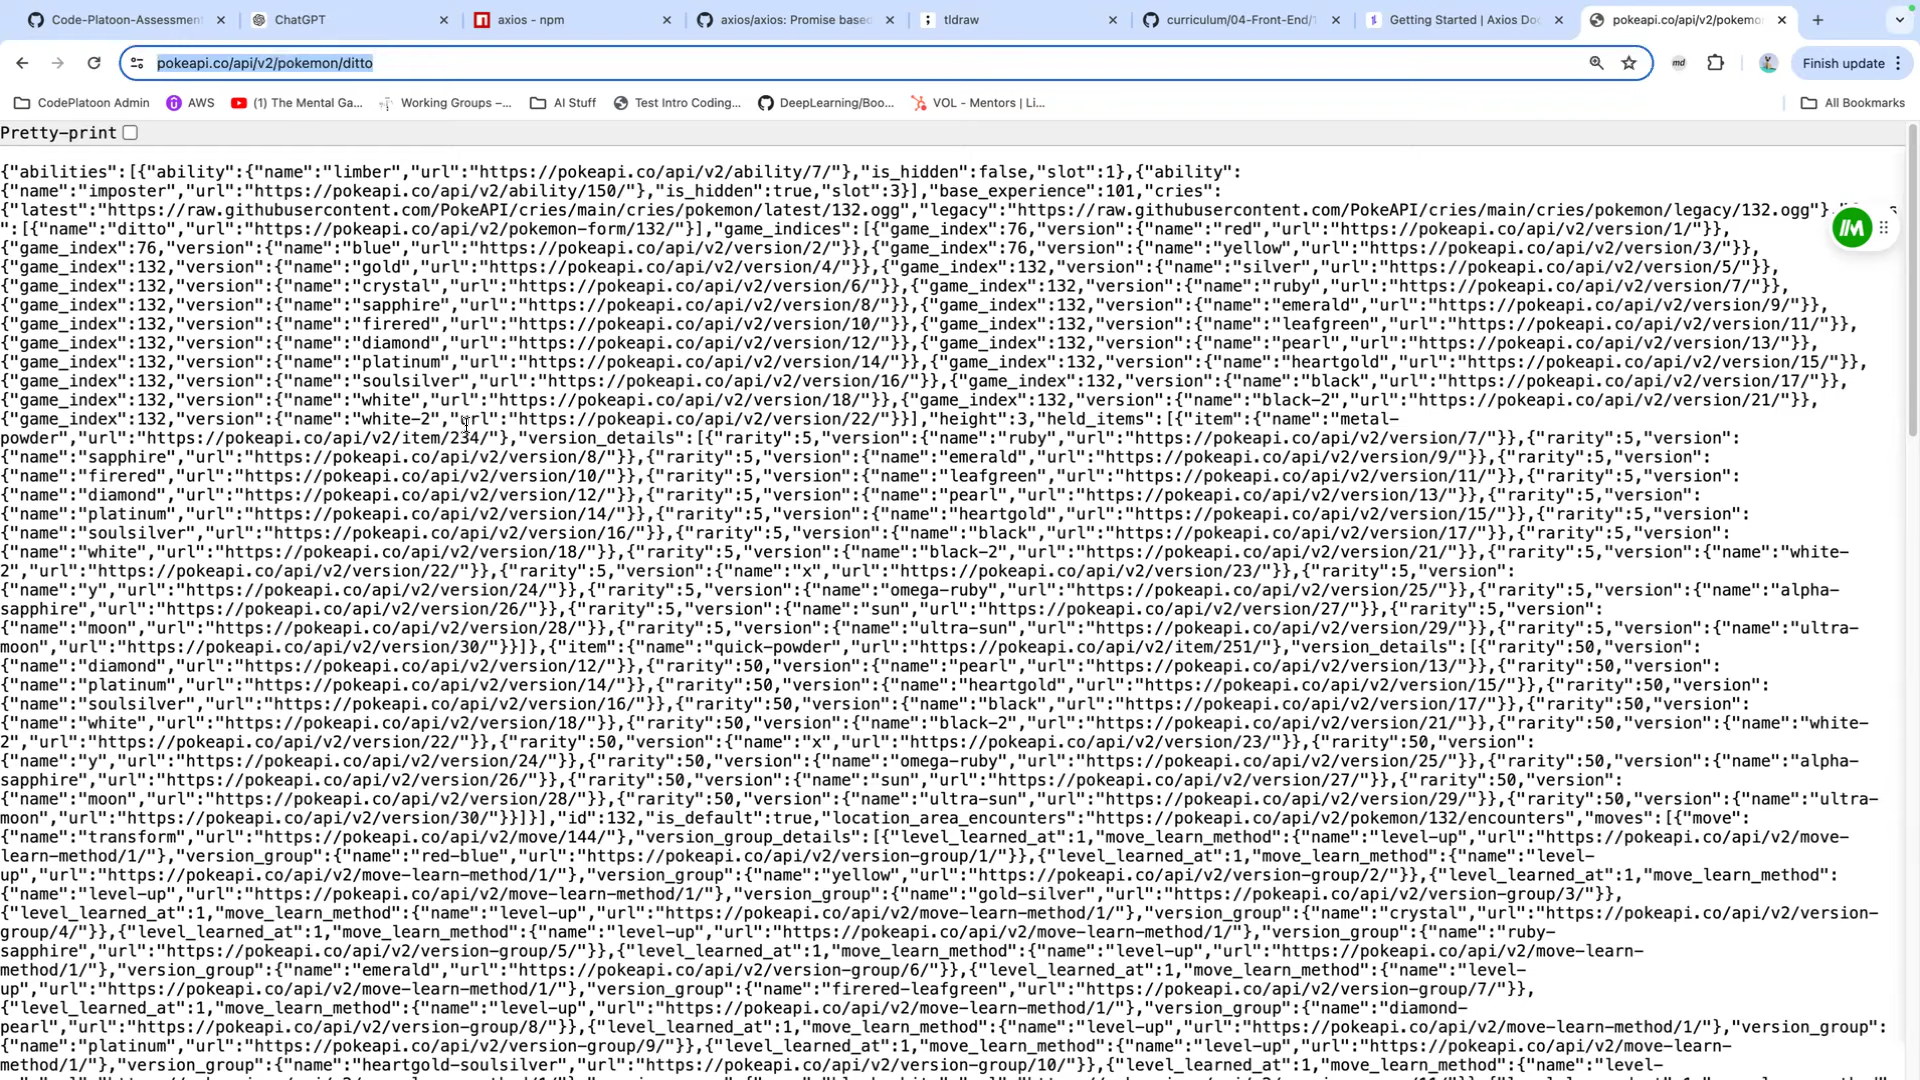 Code-Platoon-Assessment
ChatGPT
axios - npm
axios/axios: Promise based
tldraw
curriculum/04-Front-End/1
Getting Started | Axios Doc
pokeapi.co/api/v2/pokemon
pokeapi.co/api/v2/pokemon/ditto
md
Finish update
CodePlatoon Admin
AWS
(1) The Mental Ga...
Working Groups –...
AI Stuff
Test Intro Coding...
DeepLearning/Boo...
VOL - Mentors | Li...
All Bookmarks
Pretty-print
{"abilities":[{"ability":{"name":"limber","url":"https://pokeapi.co/api/v2/ability/7/"},"is_hidden":false,"slot":1},{"ability":
{"name":"imposter","url":"https://pokeapi.co/api/v2/ability/150/"},"is_hidden":true,"slot":3}],"base_experience":101,"cries":
{"latest":"https://raw.githubusercontent.com/PokeAPI/cries/main/cries/pokemon/latest/132.ogg","legacy":"https://raw.githubusercontent.com/PokeAPI/cries/main/cries/pokemon/legacy/132.ogg"}
":[{"name":"ditto","url":"https://pokeapi.co/api/v2/pokemon-form/132/"}],"game_indices":[{"game_index":76,"version":{"name":"red","url":"https://pokeapi.co/api/v2/version/1/"}},
{"game_index":76,"version":{"name":"blue","url":"https://pokeapi.co/api/v2/version/2/"}},{"game_index":76,"version":{"name":"yellow","url":"https://pokeapi.co/api/v2/version/3/"}},
{"game_index":132,"version":{"name":"gold","url":"https://pokeapi.co/api/v2/version/4/"}},{"game_index":132,"version":{"name":"silver","url":"https://pokeapi.co/api/v2/version/5/"}},
{"game_index":132,"version":{"name":"crystal","url":"https://pokeapi.co/api/v2/version/6/"}},{"game_index":132,"version":{"name":"ruby","url":"https://pokeapi.co/api/v2/version/7/"}},
{"game_index":132,"version":{"name":"sapphire","url":"https://pokeapi.co/api/v2/version/8/"}},{"game_index":132,"version":{"name":"emerald","url":"https://pokeapi.co/api/v2/version/9/"}},
{"game_index":132,"version":{"name":"firered","url":"https://pokeapi.co/api/v2/version/10/"}},{"game_index":132,"version":{"name":"leafgreen","url":"https://pokeapi.co/api/v2/version/11/"}},
{"game_index":132,"version":{"name":"diamond","url":"https://pokeapi.co/api/v2/version/12/"}},{"game_index":132,"version":{"name":"pearl","url":"https://pokeapi.co/api/v2/version/13/"}},
{"game_index":132,"version":{"name":"platinum","url":"https://pokeapi.co/api/v2/version/14/"}},{"game_index":132,"version":{"name":"heartgold","url":"https://pokeapi.co/api/v2/version/15/"}},
{"game_index":132,"version":{"name":"soulsilver","url":"https://pokeapi.co/api/v2/version/16/"}},{"game_index":132,"version":{"name":"black","url":"https://pokeapi.co/api/v2/version/17/"}},
{"game_index":132,"version":{"name":"white","url":"https://pokeapi.co/api/v2/version/18/"}},{"game_index":132,"version":{"name":"black-2","url":"https://pokeapi.co/api/v2/version/21/"}},
{"game_index":132,"version":{"name":"white-2","url":"https://pokeapi.co/api/v2/version/22/"}}],"height":3,"held_items":[{"item":{"name":"metal-
powder","url":"https://pokeapi.co/api/v2/item/234/"},"version_details":[{"rarity":5,"version":{"name":"ruby","url":"https://pokeapi.co/api/v2/version/7/"}},{"rarity":5,"version":
{"name":"sapphire","url":"https://pokeapi.co/api/v2/version/8/"}},{"rarity":5,"version":{"name":"emerald","url":"https://pokeapi.co/api/v2/version/9/"}},{"rarity":5,"version":
{"name":"firered","url":"https://pokeapi.co/api/v2/version/10/"}},{"rarity":5,"version":{"name":"leafgreen","url":"https://pokeapi.co/api/v2/version/11/"}},{"rarity":5,"version":
{"name":"diamond","url":"https://pokeapi.co/api/v2/version/12/"}},{"rarity":5,"version":{"name":"pearl","url":"https://pokeapi.co/api/v2/version/13/"}},{"rarity":5,"version":
{"name":"platinum","url":"https://pokeapi.co/api/v2/version/14/"}},{"rarity":5,"version":{"name":"heartgold","url":"https://pokeapi.co/api/v2/version/15/"}},{"rarity":5,"version":
{"name":"soulsilver","url":"https://pokeapi.co/api/v2/version/16/"}},{"rarity":5,"version":{"name":"black","url":"https://pokeapi.co/api/v2/version/17/"}},{"rarity":5,"version":
{"name":"white","url":"https://pokeapi.co/api/v2/version/18/"}},{"rarity":5,"version":{"name":"black-2","url":"https://pokeapi.co/api/v2/version/21/"}},{"rarity":5,"version":{"name":"white-
2","url":"https://pokeapi.co/api/v2/version/22/"}},{"rarity":5,"version":{"name":"x","url":"https://pokeapi.co/api/v2/version/23/"}},{"rarity":5,"version":
{"name":"y","url":"https://pokeapi.co/api/v2/version/24/"}},{"rarity":5,"version":{"name":"omega-ruby","url":"https://pokeapi.co/api/v2/version/25/"}},{"rarity":5,"version":{"name":"alpha-
sapphire","url":"https://pokeapi.co/api/v2/version/26/"}},{"rarity":5,"version":{"name":"sun","url":"https://pokeapi.co/api/v2/version/27/"}},{"rarity":5,"version":
{"name":"moon","url":"https://pokeapi.co/api/v2/version/28/"}},{"rarity":5,"version":{"name":"ultra-sun","url":"https://pokeapi.co/api/v2/version/29/"}},{"rarity":5,"version":{"name":"ultra-
moon","url":"https://pokeapi.co/api/v2/version/30/"}}]},{"item":{"name":"quick-powder","url":"https://pokeapi.co/api/v2/item/251/"},"version_details":[{"rarity":50,"version":
{"name":"diamond","url":"https://pokeapi.co/api/v2/version/12/"}},{"rarity":50,"version":{"name":"pearl","url":"https://pokeapi.co/api/v2/version/13/"}},{"rarity":50,"version":
{"name":"platinum","url":"https://pokeapi.co/api/v2/version/14/"}},{"rarity":50,"version":{"name":"heartgold","url":"https://pokeapi.co/api/v2/version/15/"}},{"rarity":50,"version":
{"name":"soulsilver","url":"https://pokeapi.co/api/v2/version/16/"}},{"rarity":50,"version":{"name":"black","url":"https://pokeapi.co/api/v2/version/17/"}},{"rarity":50,"version":
{"name":"white","url":"https://pokeapi.co/api/v2/version/18/"}},{"rarity":50,"version":{"name":"black-2","url":"https://pokeapi.co/api/v2/version/21/"}},{"rarity":50,"version":{"name":"white-
2","url":"https://pokeapi.co/api/v2/version/22/"}},{"rarity":50,"version":{"name":"x","url":"https://pokeapi.co/api/v2/version/23/"}},{"rarity":50,"version":
{"name":"y","url":"https://pokeapi.co/api/v2/version/24/"}},{"rarity":50,"version":{"name":"omega-ruby","url":"https://pokeapi.co/api/v2/version/25/"}},{"rarity":50,"version":{"name":"alpha-
sapphire","url":"https://pokeapi.co/api/v2/version/26/"}},{"rarity":50,"version":{"name":"sun","url":"https://pokeapi.co/api/v2/version/27/"}},{"rarity":50,"version":
{"name":"moon","url":"https://pokeapi.co/api/v2/version/28/"}},{"rarity":50,"version":{"name":"ultra-sun","url":"https://pokeapi.co/api/v2/version/29/"}},{"rarity":50,"version":{"name":"ultra-
moon","url":"https://pokeapi.co/api/v2/version/30/"}}]}],"id":132,"is_default":true,"location_area_encounters":"https://pokeapi.co/api/v2/pokemon/132/encounters","moves":[{"move":
{"name":"transform","url":"https://pokeapi.co/api/v2/move/144/"},"version_group_details":[{"level_learned_at":1,"move_learn_method":{"name":"level-up","url":"https://pokeapi.co/api/v2/move-
learn-method/1/"},"version_group":{"name":"red-blue","url":"https://pokeapi.co/api/v2/version-group/1/"}},{"level_learned_at":1,"move_learn_method":{"name":"level-
up","url":"https://pokeapi.co/api/v2/move-learn-method/1/"},"version_group":{"name":"yellow","url":"https://pokeapi.co/api/v2/version-group/2/"}},{"level_learned_at":1,"move_learn_method":
{"name":"level-up","url":"https://pokeapi.co/api/v2/move-learn-method/1/"},"version_group":{"name":"gold-silver","url":"https://pokeapi.co/api/v2/version-group/3/"}},
{"level_learned_at":1,"move_learn_method":{"name":"level-up","url":"https://pokeapi.co/api/v2/move-learn-method/1/"},"version_group":{"name":"crystal","url":"https://pokeapi.co/api/v2/version-
group/4/"}},{"level_learned_at":1,"move_learn_method":{"name":"level-up","url":"https://pokeapi.co/api/v2/move-learn-method/1/"},"version_group":{"name":"ruby-
sapphire","url":"https://pokeapi.co/api/v2/version-group/5/"}},{"level_learned_at":1,"move_learn_method":{"name":"level-up","url":"https://pokeapi.co/api/v2/move-learn-
method/1/"},"version_group":{"name":"emerald","url":"https://pokeapi.co/api/v2/version-group/6/"}},{"level_learned_at":1,"move_learn_method":{"name":"level-
up","url":"https://pokeapi.co/api/v2/move-learn-method/1/"},"version_group":{"name":"firered-leafgreen","url":"https://pokeapi.co/api/v2/version-group/7/"}},
{"level_learned_at":1,"move_learn_method":{"name":"level-up","url":"https://pokeapi.co/api/v2/move-learn-method/1/"},"version_group":{"name":"diamond-
pearl","url":"https://pokeapi.co/api/v2/version-group/8/"}},{"level_learned_at":1,"move_learn_method":{"name":"level-up","url":"https://pokeapi.co/api/v2/move-learn-method/1/"},"version_group":
{"name":"platinum","url":"https://pokeapi.co/api/v2/version-group/9/"}},{"level_learned_at":1,"move_learn_method":{"name":"level-up","url":"https://pokeapi.co/api/v2/move-learn-
method/1/"},"version_group":{"name":"heartgold-soulsilver","url":"https://pokeapi.co/api/v2/version-group/10/"}},{"level_learned_at":1,"move_learn_method":{"name":"level-